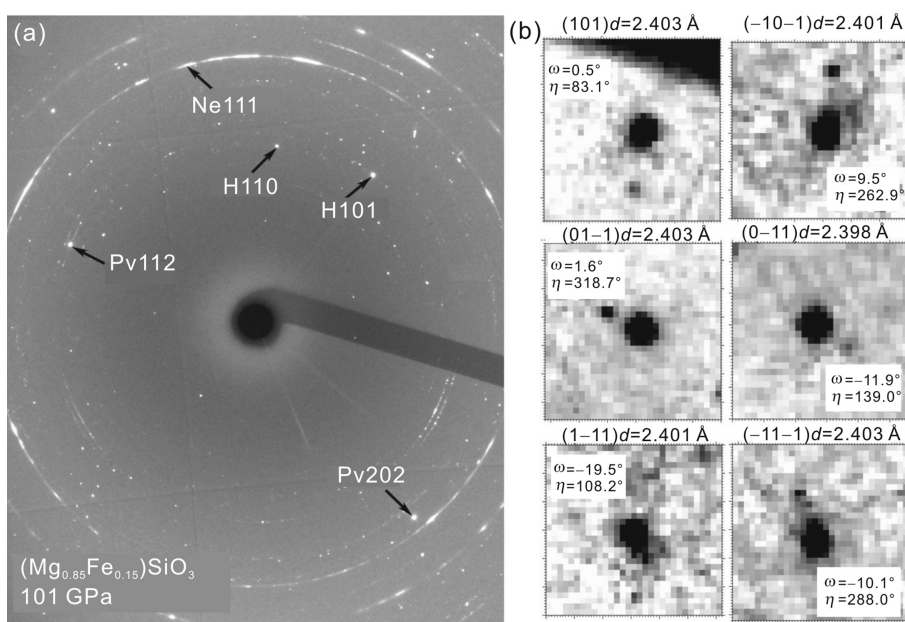 (a)
Ne111
H110
H101
Pv112
Pv202
(Mg0.85Fe0.15)SiO3
101 GPa
(b)
(101)d=2.403 Å
ω=0.5°
η=83.1°
(−10−1)d=2.401 Å
ω=9.5°
η=262.9°
(01−1)d=2.403 Å
ω=1.6°
η=318.7°
(0−11)d=2.398 Å
ω=−11.9°
η=139.0°
(1−11)d=2.401 Å
ω=−19.5°
η=108.2°
(−11−1)d=2.403 Å
ω=−10.1°
η=288.0°